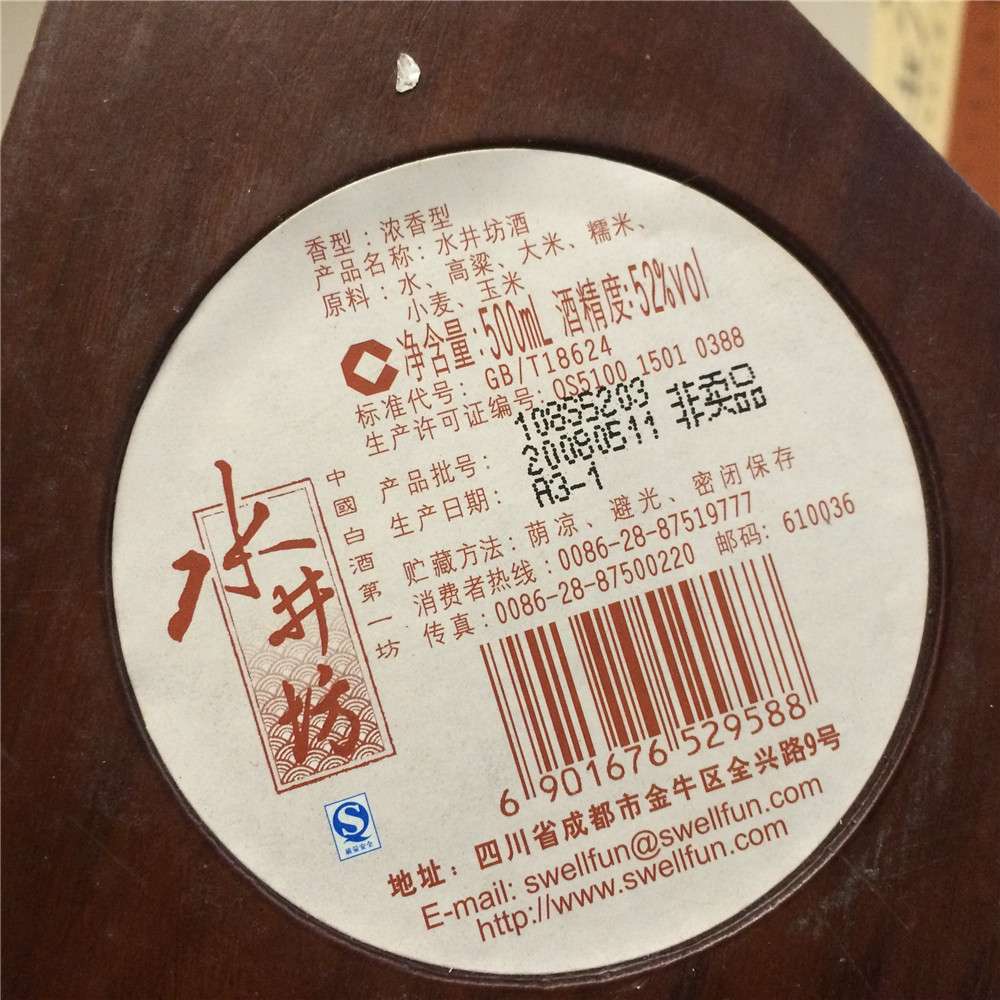 香型：浓香型
产品名称：水井坊酒
原料：水、高粱、大米、糯米、
小麦、玉米
净含量:500mL 酒精度:52%vol
标准代号： GB/T18624
生产许可证编号：QS5100 1501 0388
产品批号： 10855203 非卖品
生产日期： 20080511
A3-1
贮藏方法：荫凉、避光、密闭保存
消费者热线：0086-28-87519777
传真：0086-28-87500220 邮码：610036
中國白酒第一坊
水井坊
6 901676 529588
质量安全
地址：四川省成都市金牛区全兴路9号
E-mail: swellfun@swellfun.com
http://www.swellfun.com